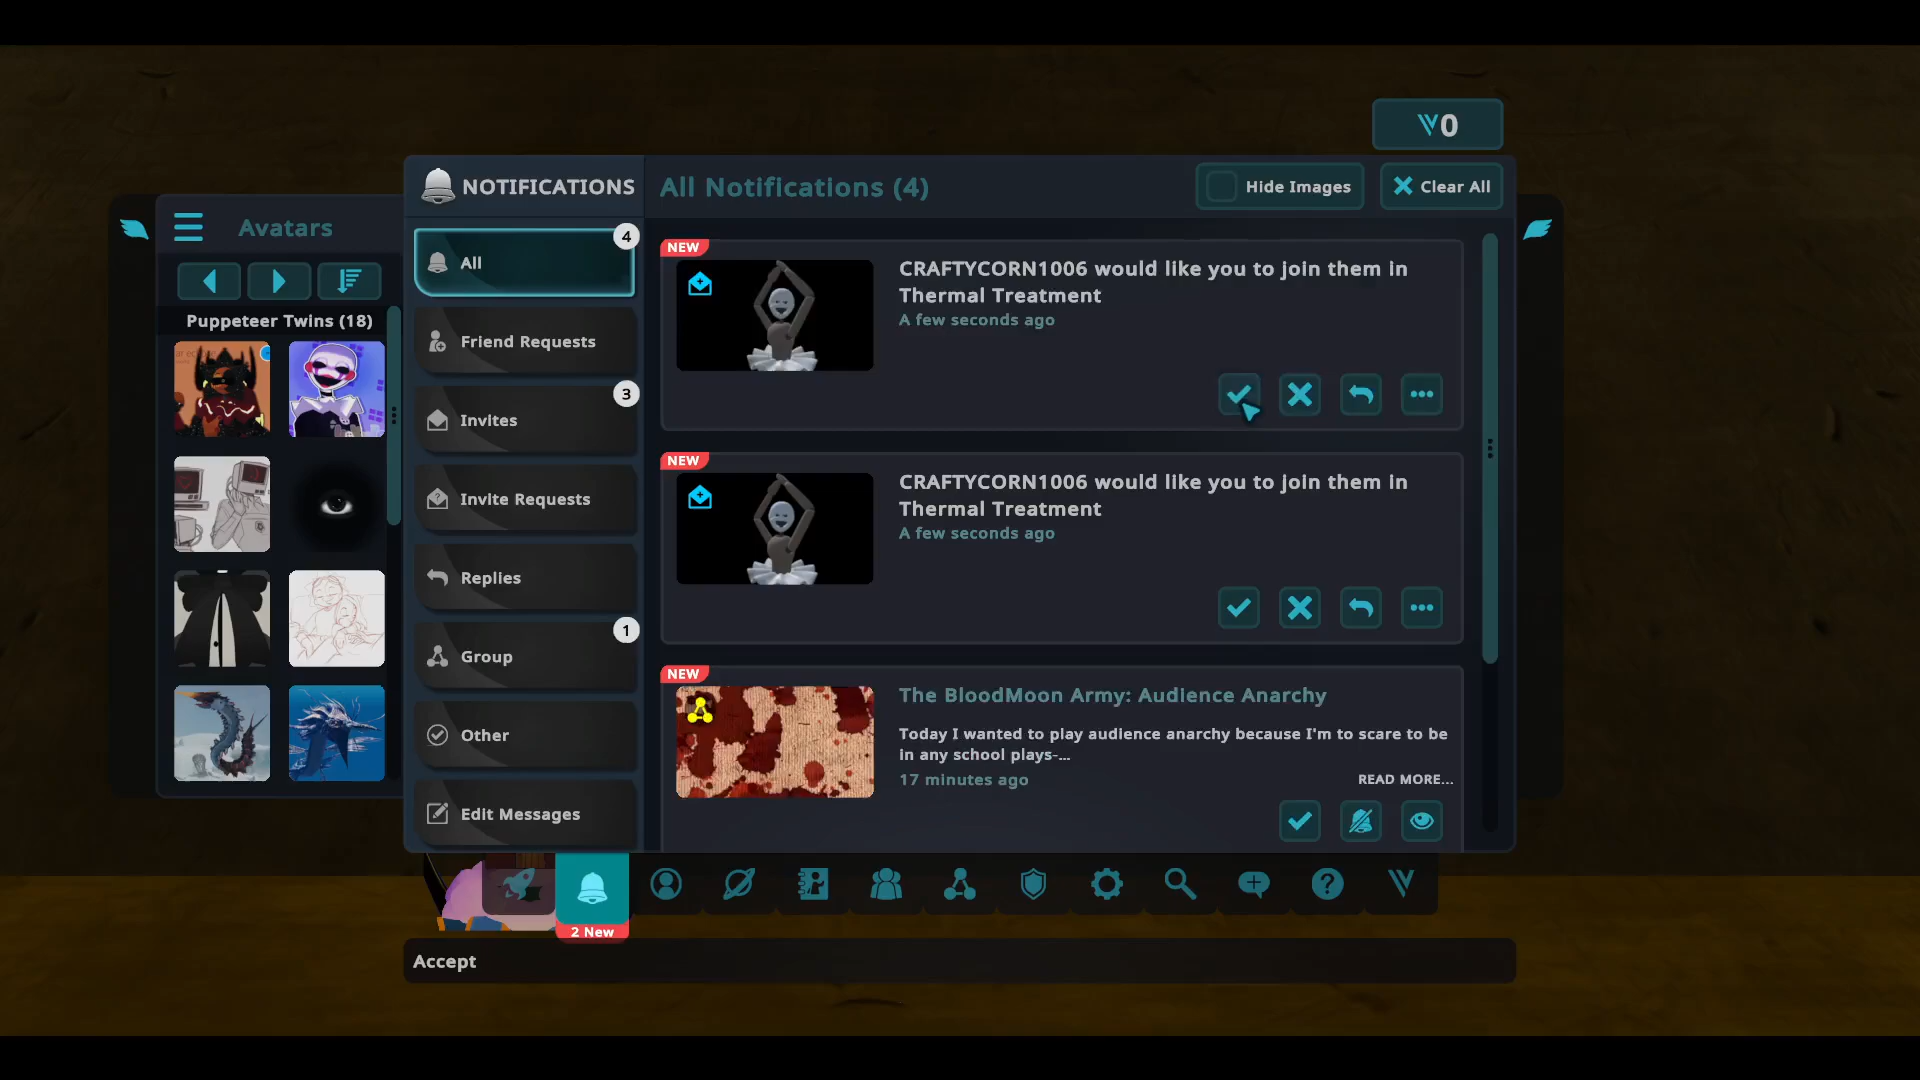 0
NOTIFICATIONS
All Notifications (4)
Hide Images
Clear All
Avatars
Puppeteer Twins (18)
All
4
Friend Requests
Invites
3
Invite Requests
Replies
Group
1
Other
Edit Messages
NEW
CRAFTYCORN1006 would like you to join them in
Thermal Treatment
A few seconds ago
NEW
CRAFTYCORN1006 would like you to join them in
Thermal Treatment
A few seconds ago
NEW
The BloodMoon Army: Audience Anarchy
Today I wanted to play audience anarchy because I'm to scare to be
in any school plays-...
17 minutes ago
READ MORE...
2 New
Accept